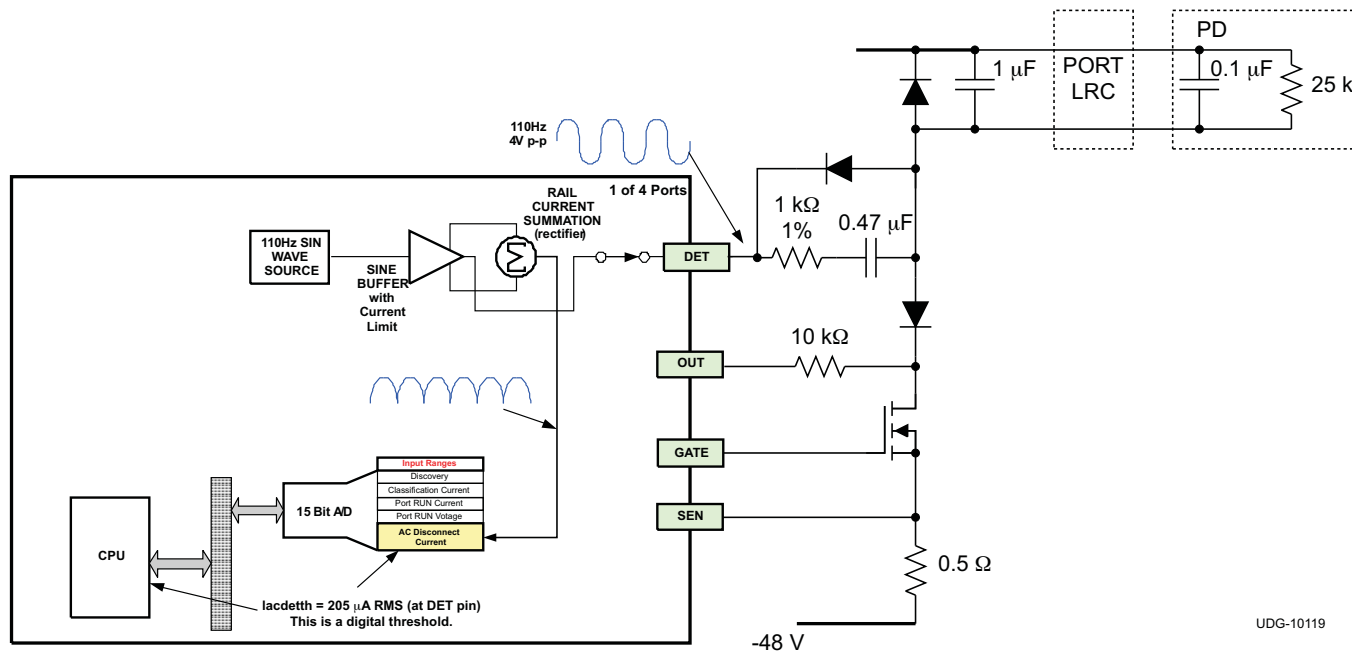 PD
1 μF
PORT
LRC
0.1 μF
25 k
110Hz
4V p-p
1 of 4 Ports
RAIL
CURRENT
SUMMATION
(rectifier)
1 kΩ
1%
0.47 μF
110Hz SIN
WAVE
SOURCE
Σ
DET
SINE
BUFFER
with
Current
Limit
OUT
10 kΩ
GATE
Input Ranges
Discovery
Classification Current
Port RUN Current
Port RUN Votage
AC Disconnect
Current
15 Bit A/D
SEN
CPU
0.5 Ω
Iacdetth = 205 μA RMS (at DET pin)
This is a digital threshold.
-48 V
UDG-10119